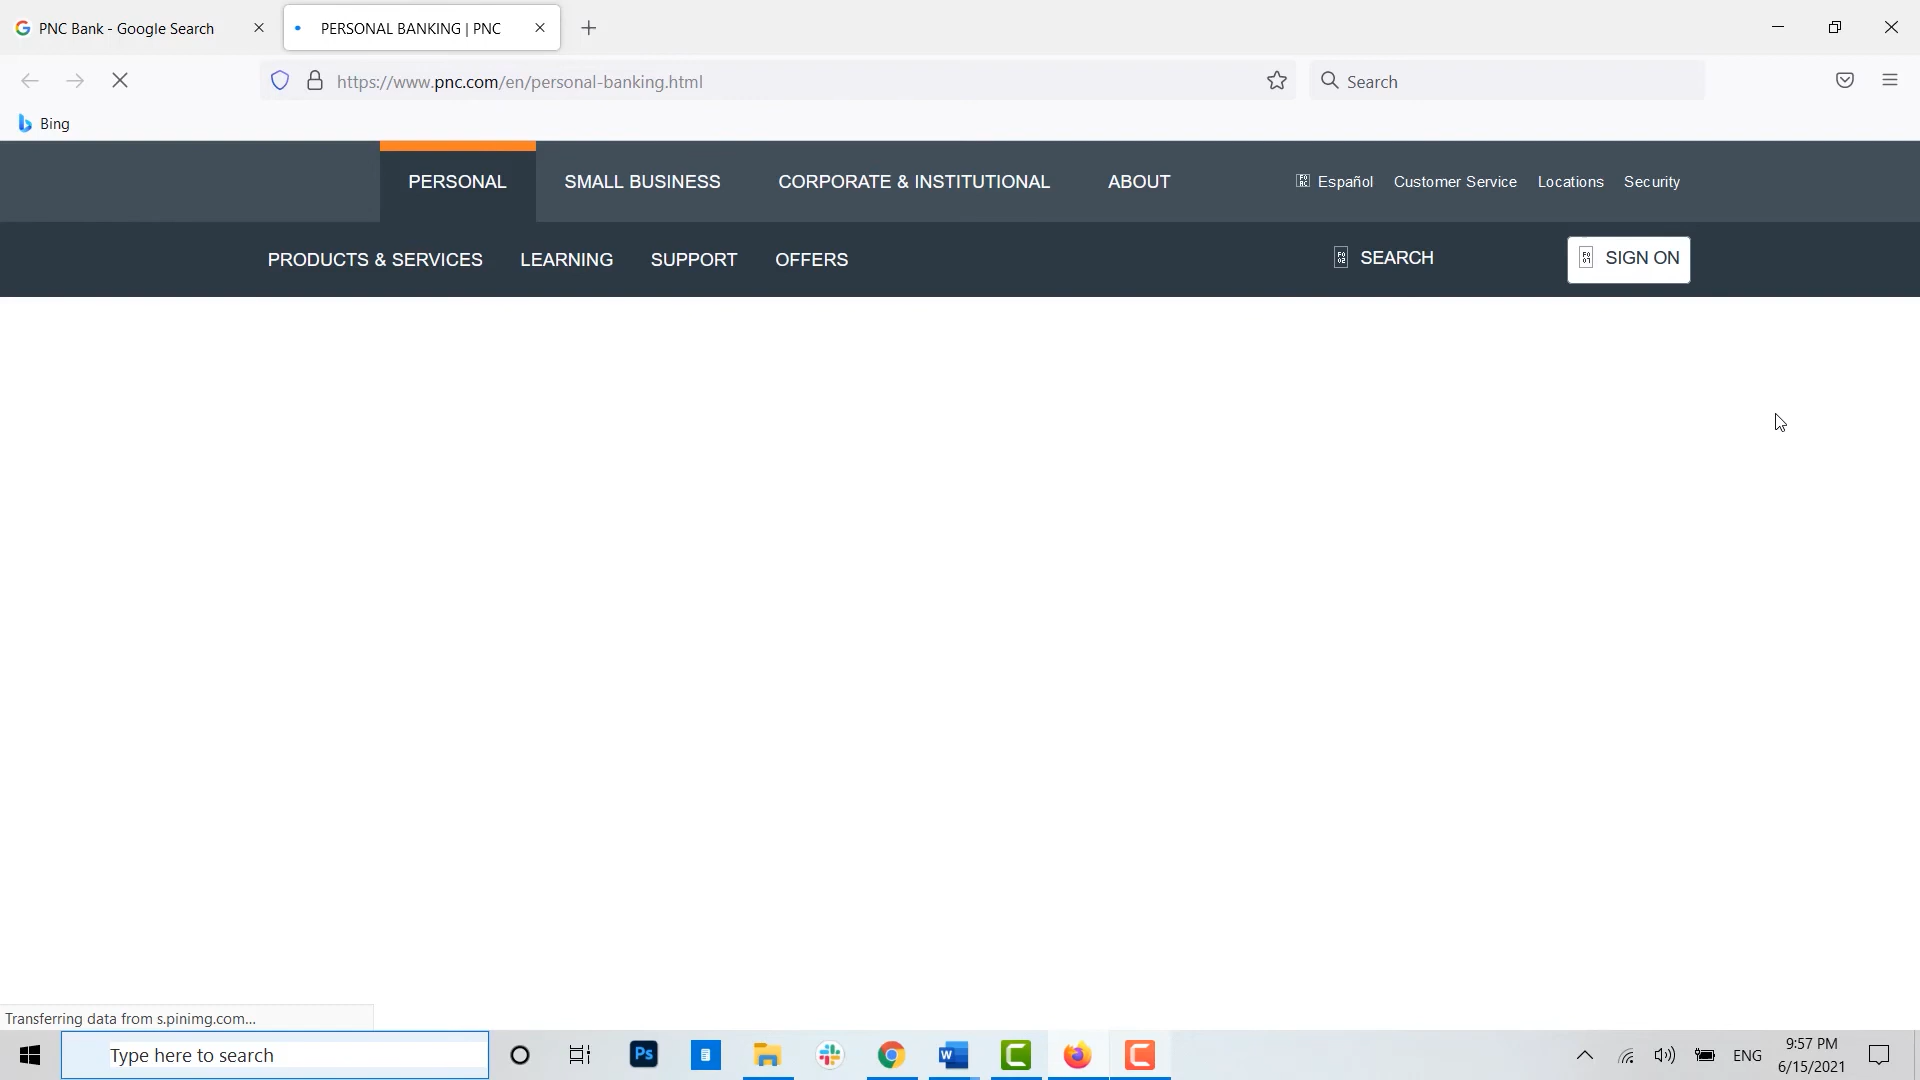 PNC Bank - Google Search
PERSONAL BANKING | PNC
https://www.pnc.com/en/personal-banking.html
Search
Bing
PERSONAL
SMALL BUSINESS
CORPORATE & INSTITUTIONAL
ABOUT
Español
Customer Service
Locations
Security
PRODUCTS & SERVICES
LEARNING
SUPPORT
OFFERS
SEARCH
SIGN ON
Transferring data from s.pinimg.com...
Type here to search
Ps
W
ENG
9:57 PM
6/15/2021